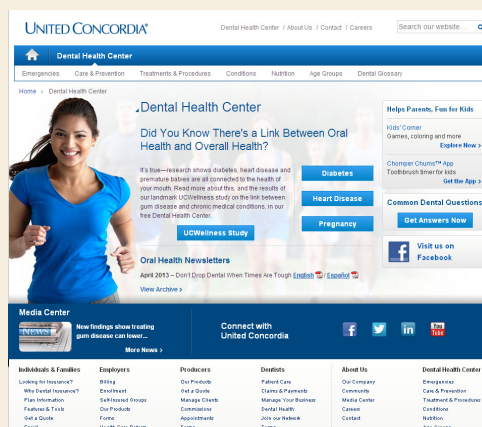 UNITED CONCORDIA®
Dental Health Center / About Us / Contact / Careers
Search our website...
Dental Health Center
Emergencies Care & Prevention Treatments & Procedures Conditions Nutrition Age Groups Dental Glossary
Home › Dental Health Center
Dental Health Center
Did You Know There's a Link Between Oral
Health and Overall Health?
It's true—research shows diabetes, heart disease and
premature babies are all connected to the health of
your mouth. Read more about this, and the results of
our landmark UCWellness study on the link between
gum disease and chronic medical conditions, in our
free Dental Health Center.
UCWellness Study
Diabetes
Heart Disease
Pregnancy
Oral Health Newsletters
April 2013 – Don't Drop Dental When Times Are Tough English / Español
View Archive >
Helps Parents, Fun for Kids
Kids' Corner
Games, coloring and more
Explore Now >
Chomper Chums™ App
Toothbrush timer for kids
Get the App >
Common Dental Questions
Get Answers Now
Visit us on
Facebook
Media Center
NEWS
New findings show treating
gum disease can lower...
More News >
Connect with
United Concordia
f
in
You
Tube
Individuals & Families Employers Producers Dentists About Us Dental Health Center
Looking for Insurance? Billing Our Products Patient Care Our Company Emergencies
Why Dental Insurance? Enrollment Get a Quote Claims & Payments Community Care & Prevention
Plan Information Self-Insured Groups Manage Clients Manage Your Business Media Center Treatment & Procedures
Features & Tools Our Products Commissions Dental Health Careers Conditions
Get a Quote Forms Appointments Join our Network Contact Nutrition
Forms Forms